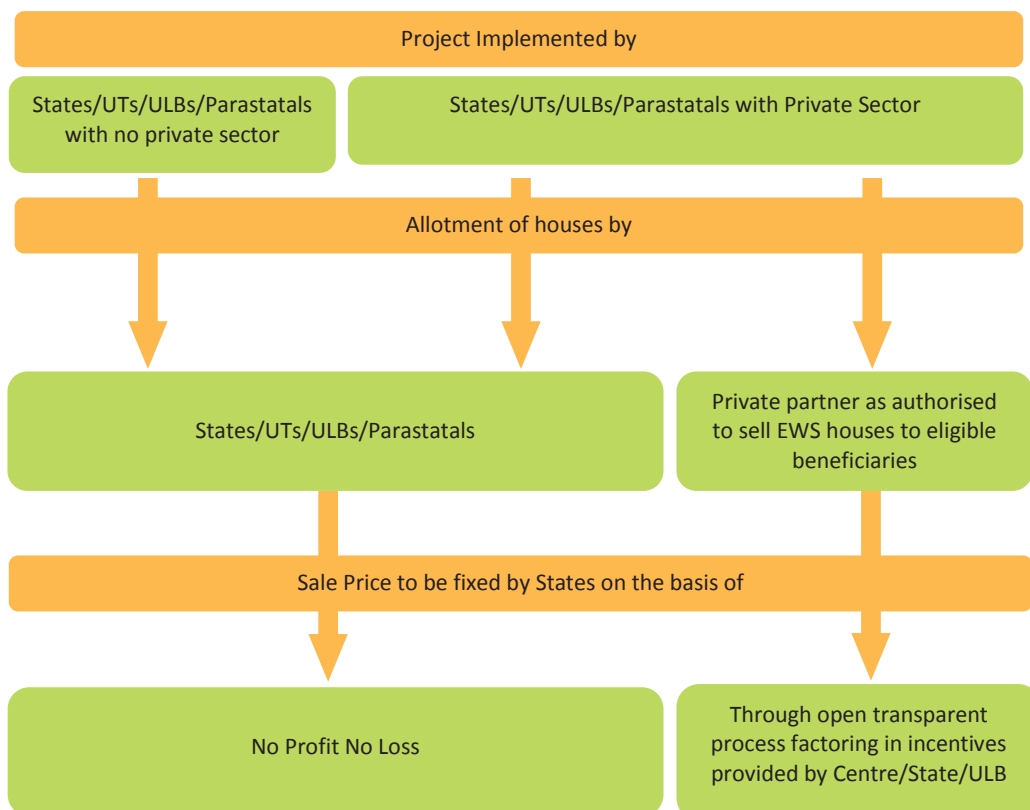 Project Implemented by
States/UTs/ULBs/Parastatals
with no private sector
States/UTs/ULBs/Parastatals with Private Sector
Allotment of houses by
States/UTs/ULBs/Parastatals
Private partner as authorised
to sell EWS houses to eligible
beneficiaries
Sale Price to be fixed by States on the basis of
No Profit No Loss
Through open transparent
process factoring in incentives
provided by Centre/State/ULB